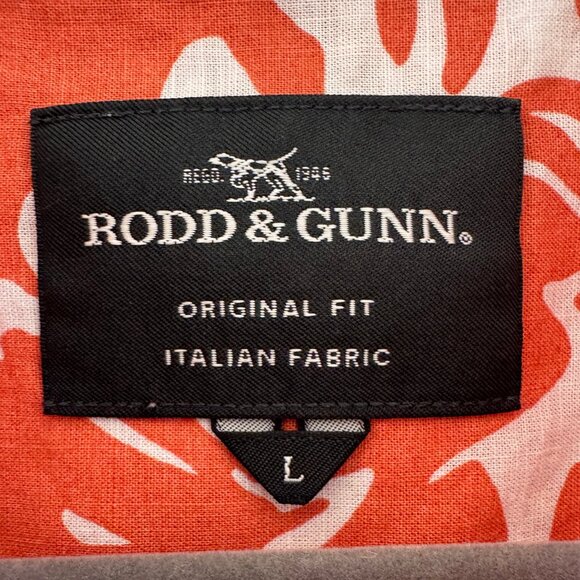 REGD. 1946
RODD & GUNN®
ORIGINAL FIT
ITALIAN FABRIC
L